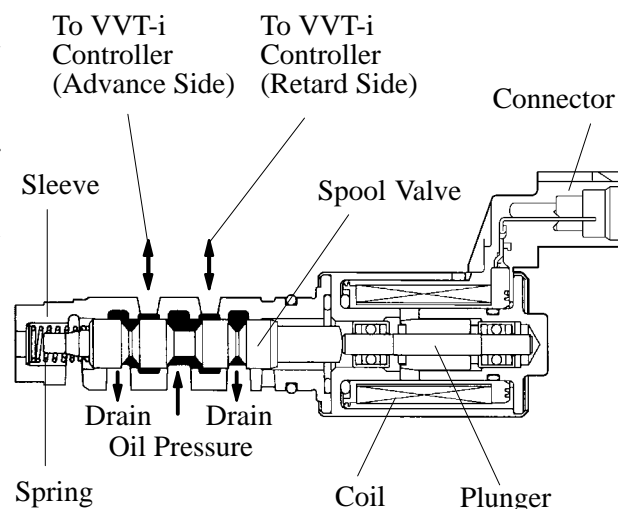 To VVT-i
Controller
(Advance Side)
To VVT-i
Controller
(Retard Side)
Connector
Sleeve
Spool Valve
Drain
Drain
Oil Pressure
Spring
Coil
Plunger